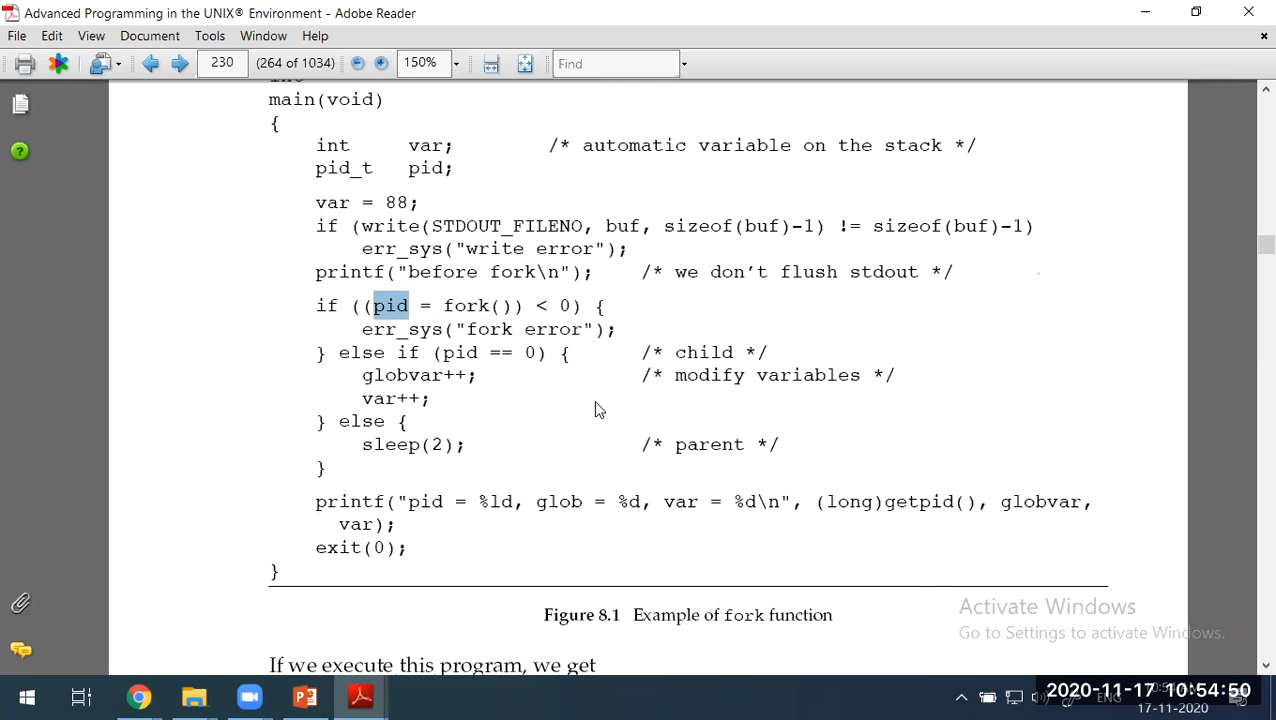 Advanced Programming in the UNIX® Environment - Adobe Reader
File Edit View Document Tools Window Help
230 (264 of 1034) 150% Find
main(void)
{
int var; /* automatic variable on the stack */
pid_t pid;
var = 88;
if (write(STDOUT_FILENO, buf, sizeof(buf)-1) != sizeof(buf)-1)
err_sys("write error");
printf("before fork\n"); /* we don’t flush stdout */
if ((pid = fork()) < 0) {
err_sys("fork error");
} else if (pid == 0) { /* child */
globvar++; /* modify variables */
var++;
} else {
sleep(2); /* parent */
}
printf("pid = %ld, glob = %d, var = %d\n", (long)getpid(), globvar,
var);
exit(0);
}
Figure 8.1 Example of fork function
Activate Windows
Go to Settings to activate Windows.
If we execute this program, we get
2020-11-17 10:54:50
17-11-2020